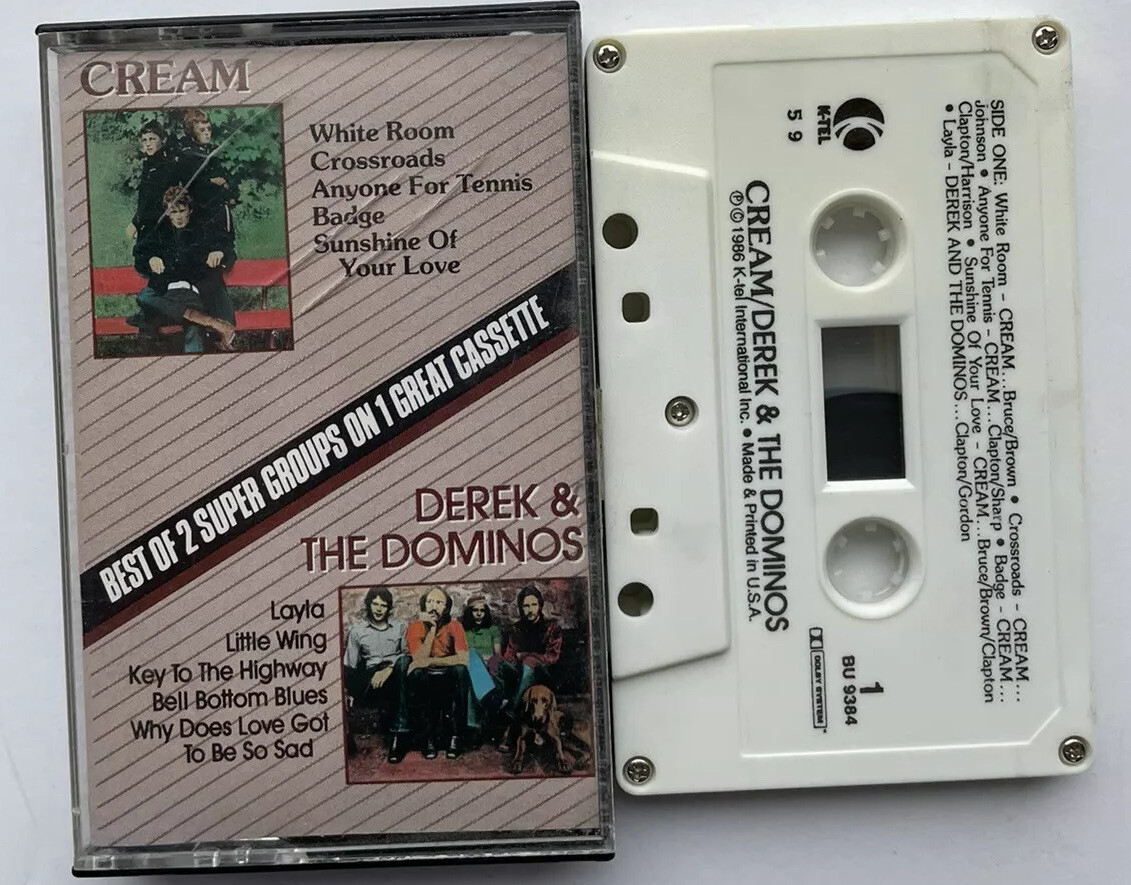 CREAM
White Room
Crossroads
Anyone For Tennis
Badge
Sunshine Of
Your Love
BEST OF 2 SUPER GROUPS ON 1 GREAT CASSETTE
DEREK &
THE DOMINOS
Layla
Little Wing
Key To The Highway
Bell Bottom Blues
Why Does Love Got
To Be So Sad
SIDE ONE: White Room - CREAM...Bruce/Brown • Crossroads - CREAM...
Johnson • Anyone For Tennis - CREAM...Clapton/Sharp • Badge - CREAM...
Clapton/Harrison • Sunshine Of Your Love - CREAM...Bruce/Brown/Clapton
• Layla - DEREK AND THE DOMINOS...Clapton/Gordon
K-TEL
59
1
BU 9384
DOLBY SYSTEM
CREAM/DEREK & THE DOMINOS
℗©1986 K-tel International Inc. • Made & Printed in U.S.A.